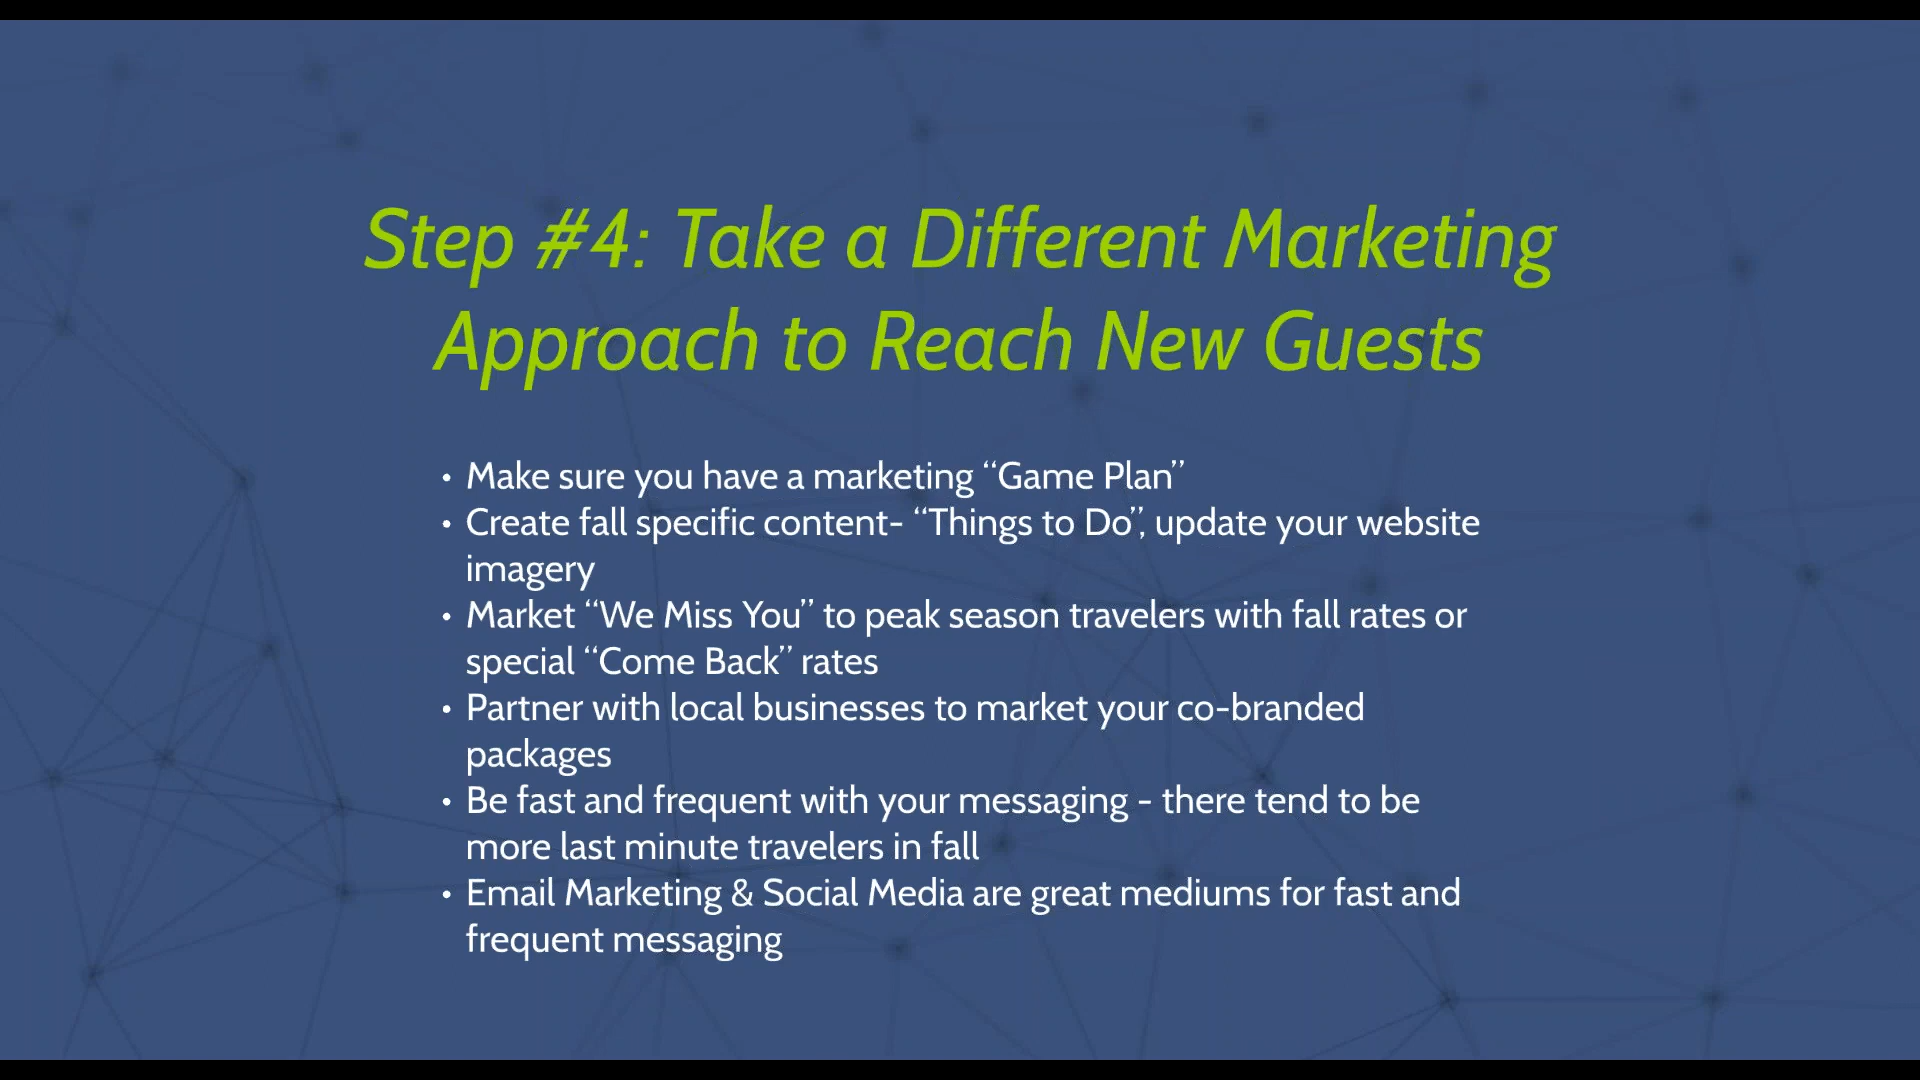 Step #4: Take a Different Marketing
Approach to Reach New Guests
• Make sure you have a marketing “Game Plan”
• Create fall specific content- “Things to Do”, update your website
imagery
• Market “We Miss You” to peak season travelers with fall rates or
special “Come Back” rates
• Partner with local businesses to market your co-branded
packages
• Be fast and frequent with your messaging - there tend to be
more last minute travelers in fall
• Email Marketing & Social Media are great mediums for fast and
frequent messaging